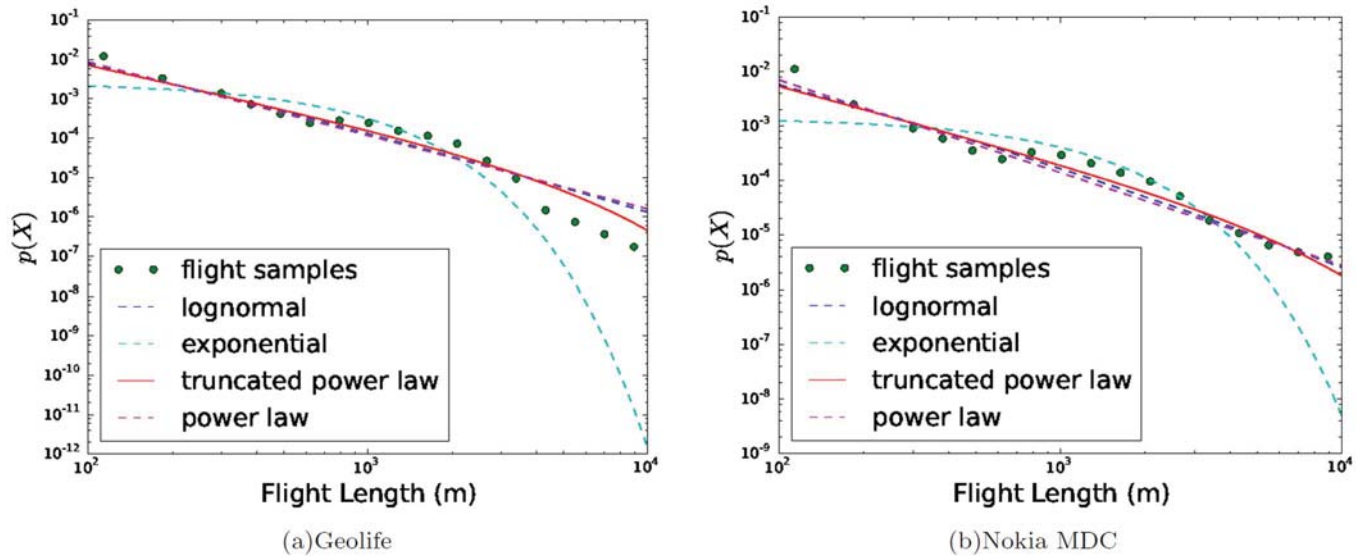 10^-1
10^0
10^-1
10^-2
10^-3
10^-4
10^-5
10^-6
10^-7
10^-8
10^-9
10^-10
10^-11
10^-12
p(X)
flight samples
lognormal
exponential
truncated power law
power law
10^2 10^3 10^4
Flight Length (m)
(a)Geolife
10^-1
10^-2
10^-3
10^-4
10^-5
10^-6
10^-7
10^-8
10^-9
p(X)
flight samples
lognormal
exponential
truncated power law
power law
10^2 10^3 10^4
Flight Length (m)
(b)Nokia MDC